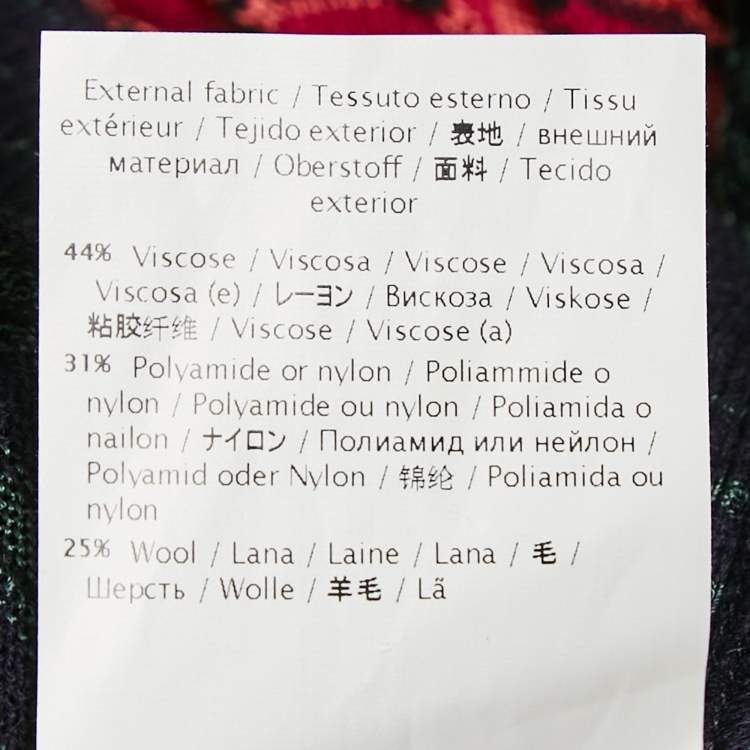 External fabric / Tessuto esterno / Tissu
extérieur / Tejido exterior / 表地 / внешний
материал / Oberstoff / 面料 / Tecido
exterior
44% Viscose / Viscosa / Viscose / Viscosa /
Viscosa (e) / レーヨン / Вискоза / Viskose /
粘胶纤维 / Viscose / Viscose (a)
31% Polyamide or nylon / Poliammide o
nylon / Polyamide ou nylon / Poliamida o
nailon / ナイロン / Полиамид или нейлон /
Polyamid oder Nylon / 锦纶 / Poliamida ou
nylon
25% Wool / Lana / Laine / Lana / 毛 /
Шерсть / Wolle / 羊毛 / Lã